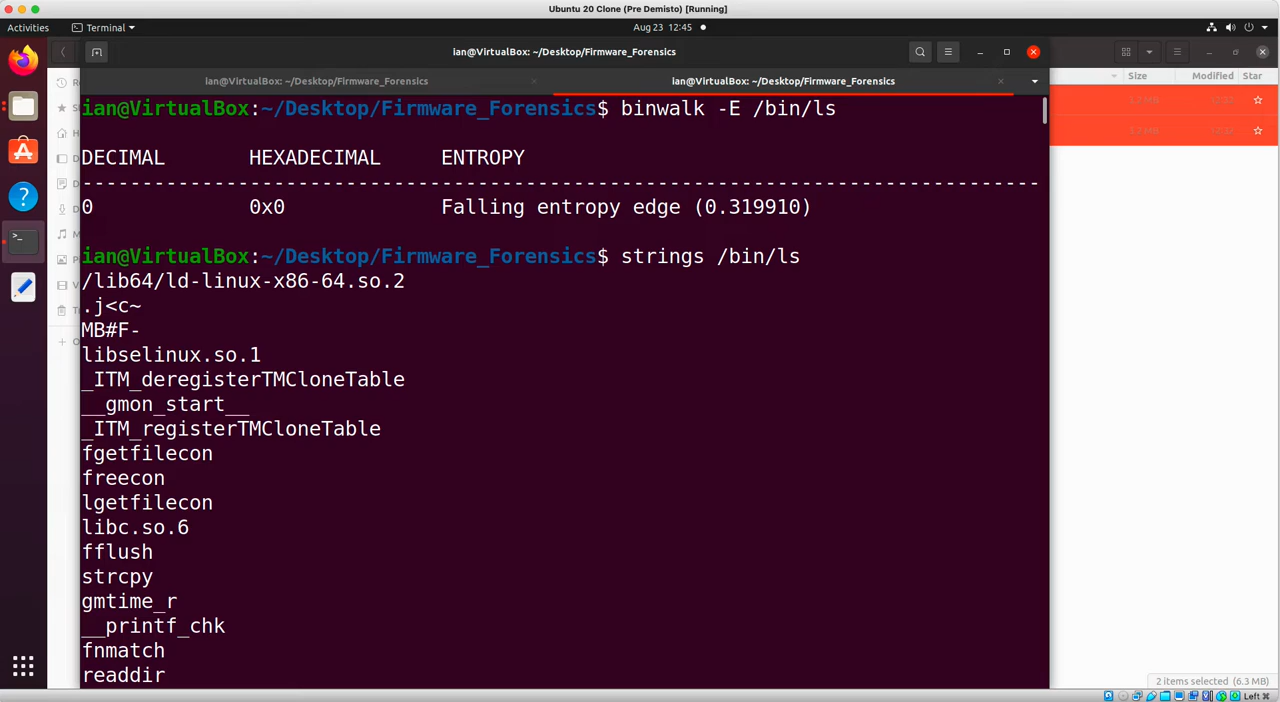 Ubuntu 20 Clone (Pre Demisto) [Running]
Activities
Terminal
Aug 23 12:45
ian@VirtualBox: ~/Desktop/Firmware_Forensics
ian@VirtualBox: ~/Desktop/Firmware_Forensics
ian@VirtualBox: ~/Desktop/Firmware_Forensics
Size Modified Star
ian@VirtualBox:~/Desktop/Firmware_Forensics$ binwalk -E /bin/ls
DECIMAL HEXADECIMAL ENTROPY
--------------------------------------------------------------------------------
0 0x0 Falling entropy edge (0.319910)
ian@VirtualBox:~/Desktop/Firmware_Forensics$ strings /bin/ls
/lib64/ld-linux-x86-64.so.2
.j<c~
MB#F-
libselinux.so.1
_ITM_deregisterTMCloneTable
__gmon_start__
_ITM_registerTMCloneTable
fgetfilecon
freecon
lgetfilecon
libc.so.6
fflush
strcpy
gmtime_r
__printf_chk
fnmatch
readdir
2 items selected (6.3 MB)
Left ⌘